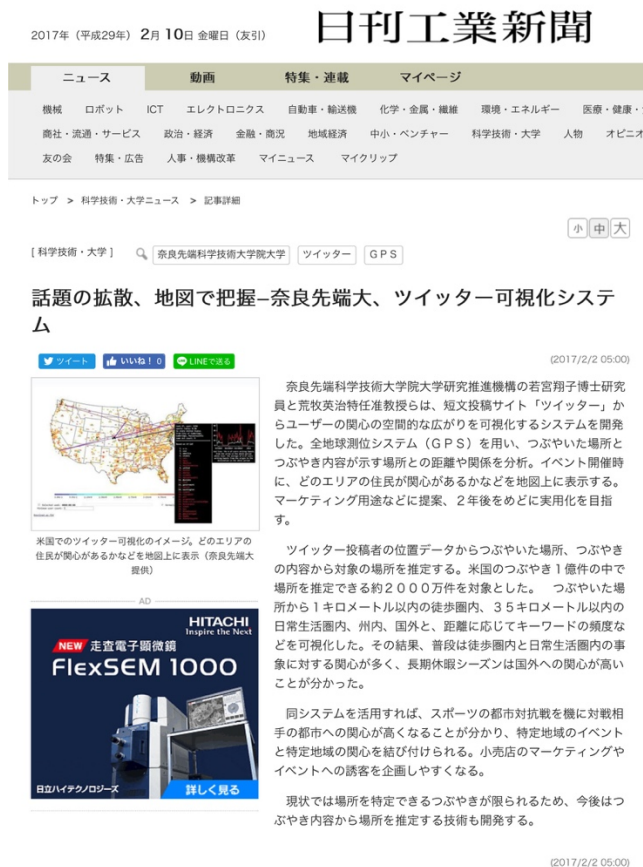 2017年（平成29年） 2月 10日 金曜日（友引）
日刊工業新聞
ニュース 動画 特集・連載 マイページ
機械 ロボット ICT エレクトロニクス 自動車・輸送機 化学・金属・繊維 環境・エネルギー 医療・健康・
商社・流通・サービス 政治・経済 金融・商況 地域経済 中小・ベンチャー 科学技術・大学 人物 オピニオ
友の会 特集・広告 人事・機構改革 マイニュース マイクリップ
トップ > 科学技術・大学ニュース > 記事詳細
小 中 大
[ 科学技術・大学 ] 奈良先端科学技術大学院大学 ツイッター ＧＰＳ
話題の拡散、地図で把握–奈良先端大、ツイッター可視化システ
ム
ツイート いいね！ 0 LINEで送る
(2017/2/2 05:00)
米国でのツイッター可視化のイメージ。どのエリアの
住民が関心があるかなどを地図上に表示（奈良先端大
提供）
AD
HITACHI
Inspire the Next
NEW 走査電子顕微鏡
FlexSEM 1000
日立ハイテクノロジーズ 詳しく見る
奈良先端科学技術大学院大学研究推進機構の若宮翔子博士研究
員と荒牧英治特任准教授らは、短文投稿サイト「ツイッター」か
らユーザーの関心の空間的な広がりを可視化するシステムを開発
した。全地球測位システム（ＧＰＳ）を用い、つぶやいた場所と
つぶやき内容が示す場所との距離や関係を分析。イベント開催時
に、どのエリアの住民が関心があるかなどを地図上に表示する。
マーケティング用途などに提案、２年後をめどに実用化を目指
す。
ツイッター投稿者の位置データからつぶやいた場所、つぶやき
の内容から対象の場所を推定する。米国のつぶやき１億件の中で
場所を推定できる約２０００万件を対象とした。 つぶやいた場
所から１キロメートル以内の徒歩圏内、３５キロメートル以内の
日常生活圏内、州内、国外と、距離に応じてキーワードの頻度な
どを可視化した。その結果、普段は徒歩圏内と日常生活圏内の事
象に対する関心が多く、長期休暇シーズンは国外への関心が高い
ことが分かった。
同システムを活用すれば、スポーツの都市対抗戦を機に対戦相
手の都市への関心が高くなることが分かり、特定地域のイベント
と特定地域の関心を結び付けられる。小売店のマーケティングや
イベントへの誘客を企画しやすくなる。
現状では場所を特定できるつぶやきが限られるため、今後はつ
ぶやき内容から場所を推定する技術も開発する。
(2017/2/2 05:00)